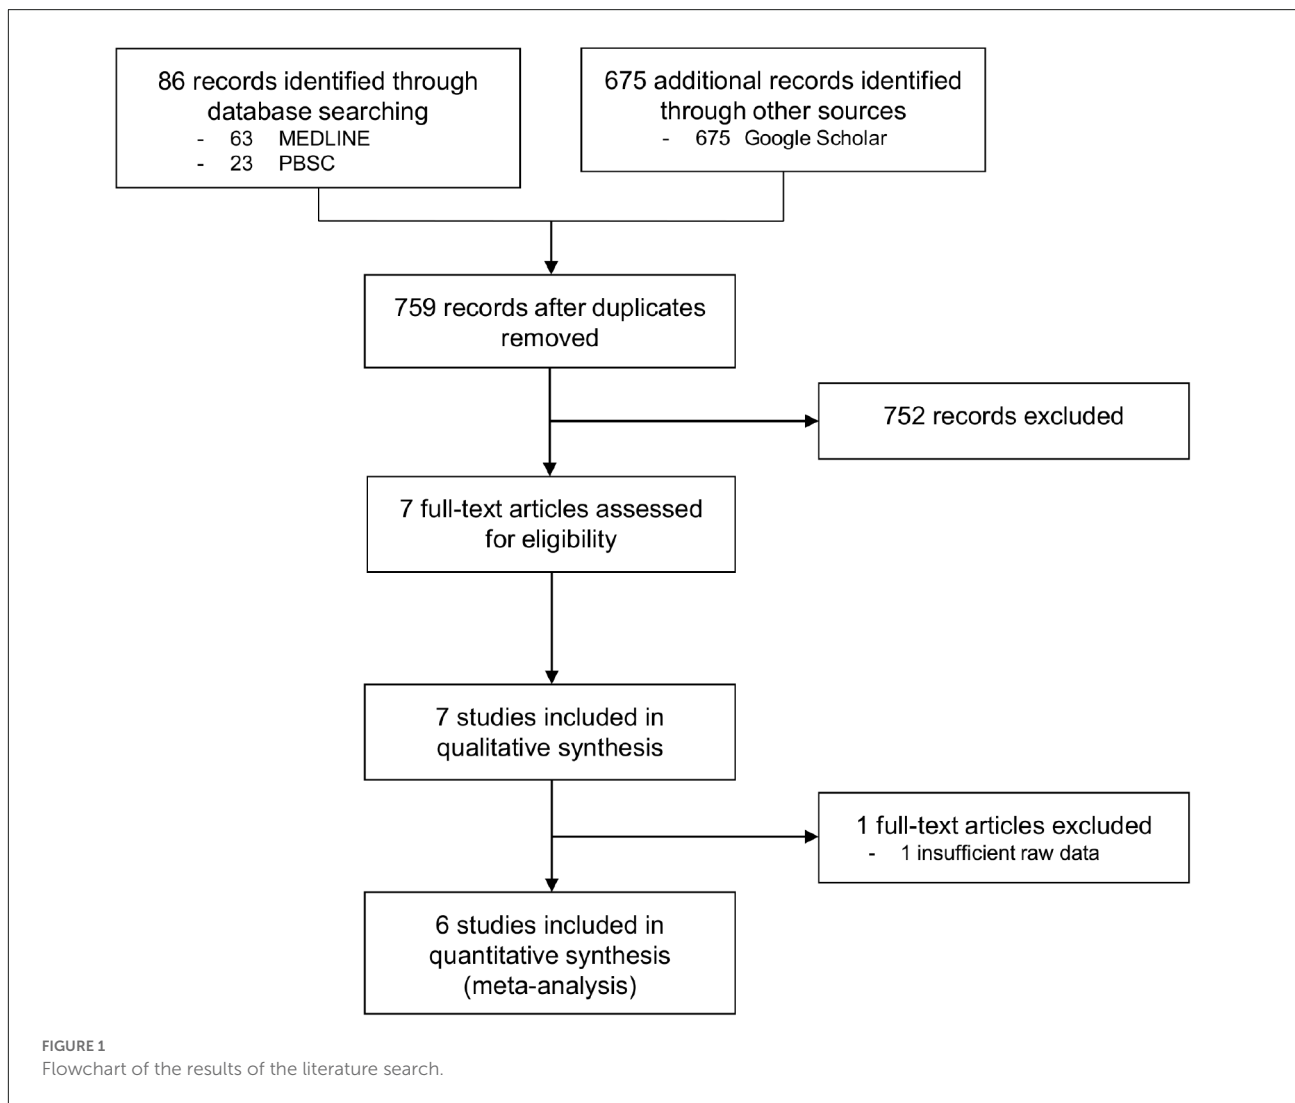 86 records identified through
database searching
- 63 MEDLINE
- 23 PBSC
675 additional records identified
through other sources
- 675 Google Scholar
759 records after duplicates
removed
752 records excluded
7 full-text articles assessed
for eligibility
7 studies included in
qualitative synthesis
1 full-text articles excluded
- 1 insufficient raw data
6 studies included in
quantitative synthesis
(meta-analysis)
FIGURE 1
Flowchart of the results of the literature search.